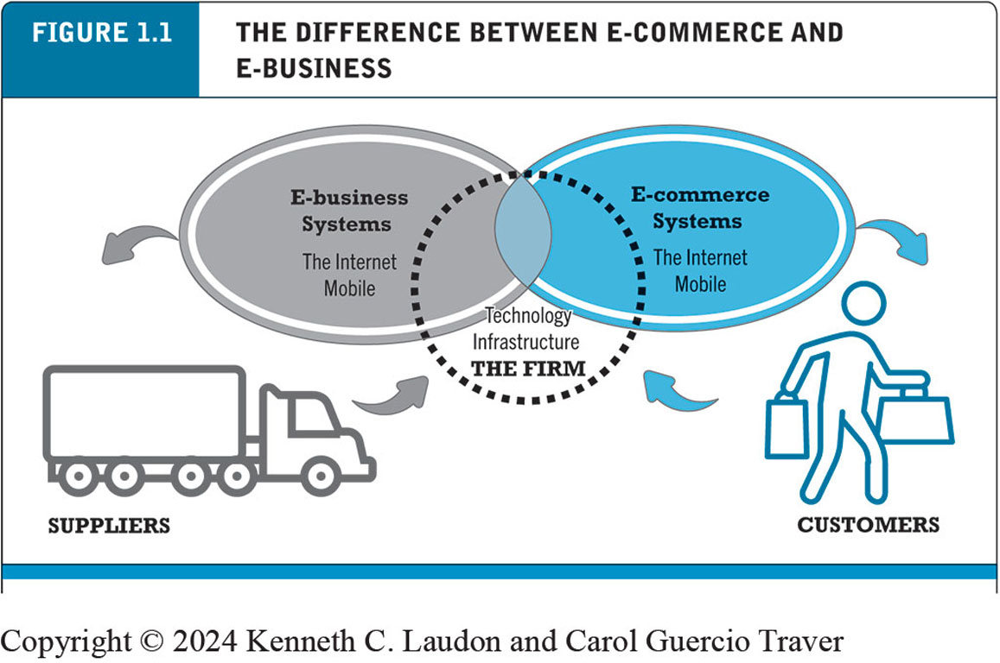 FIGURE 1.1
THE DIFFERENCE BETWEEN E-COMMERCE AND
E-BUSINESS
E-business
Systems
The Internet
Mobile
E-commerce
Systems
The Internet
Mobile
Technology
Infrastructure
THE FIRM
SUPPLIERS
CUSTOMERS
Copyright © 2024 Kenneth C. Laudon and Carol Guercio Traver